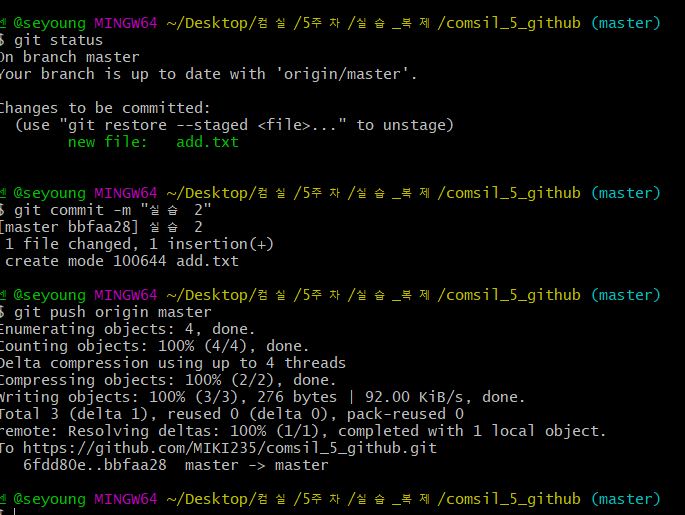 @seyoung MINGW64 ~/Desktop/컴실/5주차/실습_복제/comsil_5_github (master)
$ git status
On branch master
Your branch is up to date with 'origin/master'.
Changes to be committed:
(use "git restore --staged <file>..." to unstage)
new file:   add.txt
@seyoung MINGW64 ~/Desktop/컴실/5주차/실습_복제/comsil_5_github (master)
$ git commit -m "실습 2"
[master bbfaa28] 실습 2
1 file changed, 1 insertion(+)
create mode 100644 add.txt
@seyoung MINGW64 ~/Desktop/컴실/5주차/실습_복제/comsil_5_github (master)
$ git push origin master
Enumerating objects: 4, done.
Counting objects: 100% (4/4), done.
Delta compression using up to 4 threads
Compressing objects: 100% (2/2), done.
Writing objects: 100% (3/3), 276 bytes | 92.00 KiB/s, done.
Total 3 (delta 1), reused 0 (delta 0), pack-reused 0
remote: Resolving deltas: 100% (1/1), completed with 1 local object.
To https://github.com/MIKI235/comsil_5_github.git
6fdd80e..bbfaa28  master -> master
@seyoung MINGW64 ~/Desktop/컴실/5주차/실습_복제/comsil_5_github (master)
$